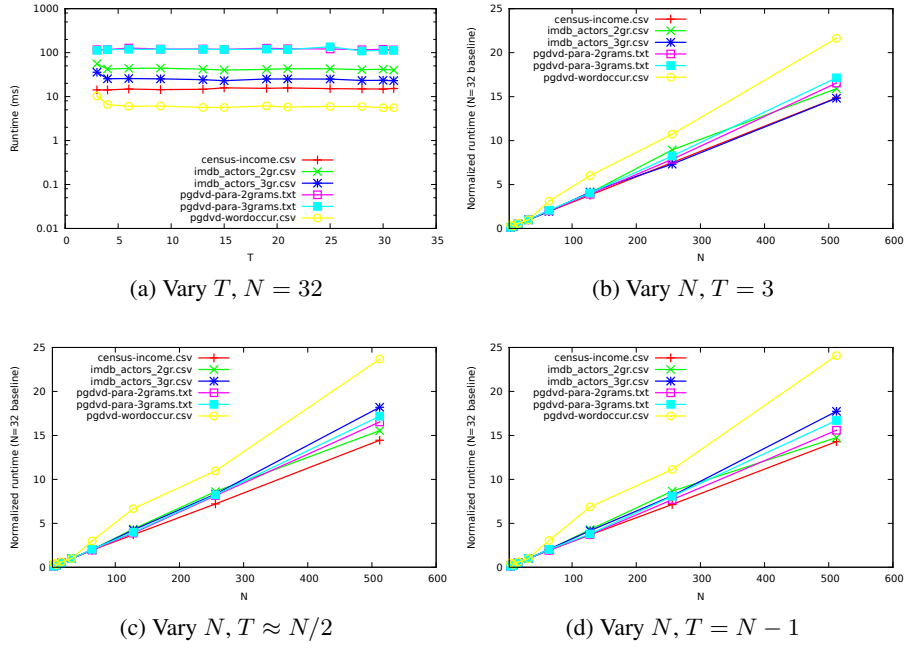 1000
100
10
1
0.1
0.01
Runtime (ms)
0 5 10 15 20 25 30 35
T
census-income.csv
imdb_actors_2gr.csv
imdb_actors_3gr.csv
pgdvd-para-2grams.txt
pgdvd-para-3grams.txt
pgdvd-wordoccur.csv
(a) Vary T, N = 32
25
20
15
10
5
0
Normalized runtime (N=32 baseline)
100 200 300 400 500 600
N
census-income.csv
imdb_actors_2gr.csv
imdb_actors_3gr.csv
pgdvd-para-2grams.txt
pgdvd-para-3grams.txt
pgdvd-wordoccur.csv
(b) Vary N, T = 3
25
20
15
10
5
0
Normalized runtime (N=32 baseline)
100 200 300 400 500 600
N
census-income.csv
imdb_actors_2gr.csv
imdb_actors_3gr.csv
pgdvd-para-2grams.txt
pgdvd-para-3grams.txt
pgdvd-wordoccur.csv
(c) Vary N, T ≈ N/2
25
20
15
10
5
0
Normalized runtime (N=32 baseline)
100 200 300 400 500 600
N
census-income.csv
imdb_actors_2gr.csv
imdb_actors_3gr.csv
pgdvd-para-2grams.txt
pgdvd-para-3grams.txt
pgdvd-wordoccur.csv
(d) Vary N, T = N − 1